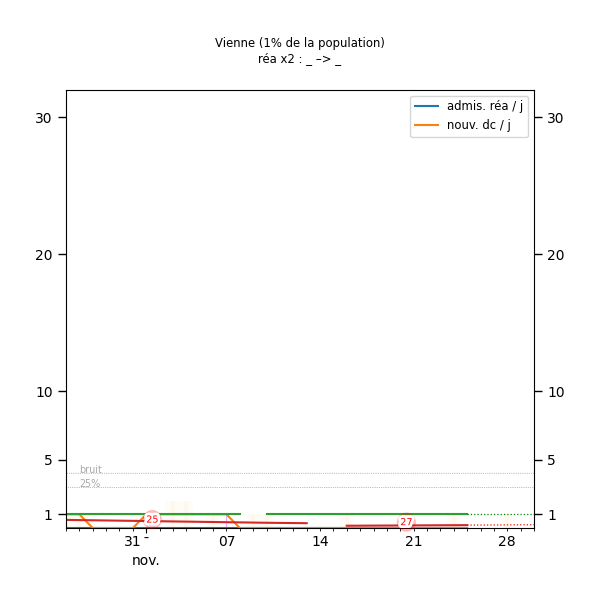 Vienne (1% de la population)
réa x2 : _ –> _
admis. réa / j
nouv. dc / j
30 30
20 20
10 10
5 5
bruit
25%
1 25 27 1
31 - 07 14 21 28
nov.